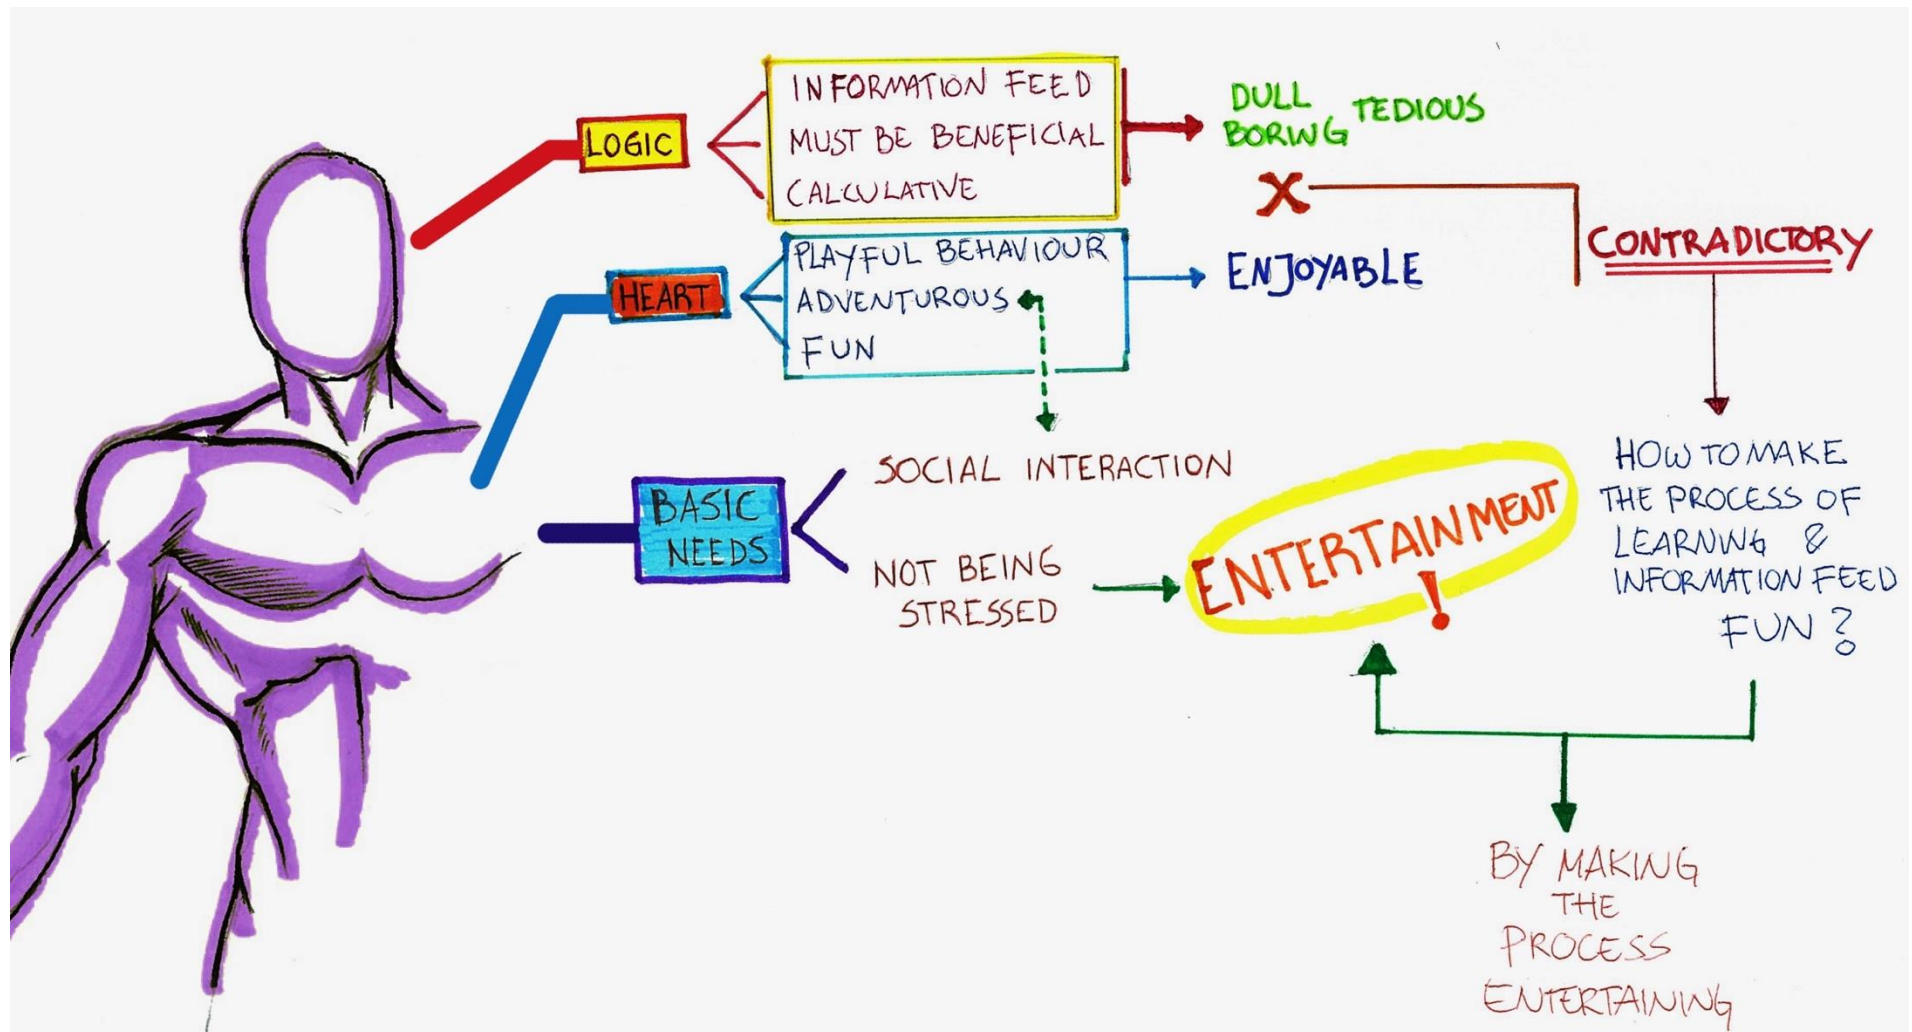 LOGIC
INFORMATION FEED
MUST BE BENEFICIAL
CALCULATIVE
DULL
BORING
TEDIOUS
X
HEART
PLAYFUL BEHAVIOUR
ADVENTUROUS
FUN
ENJOYABLE
CONTRADICTORY
BASIC
NEEDS
SOCIAL INTERACTION
NOT BEING
STRESSED
ENTERTAINMENT
!
HOW TO MAKE
THE PROCESS OF
LEARNING &
INFORMATION FEED
FUN?
BY MAKING
THE
PROCESS
ENTERTAINING